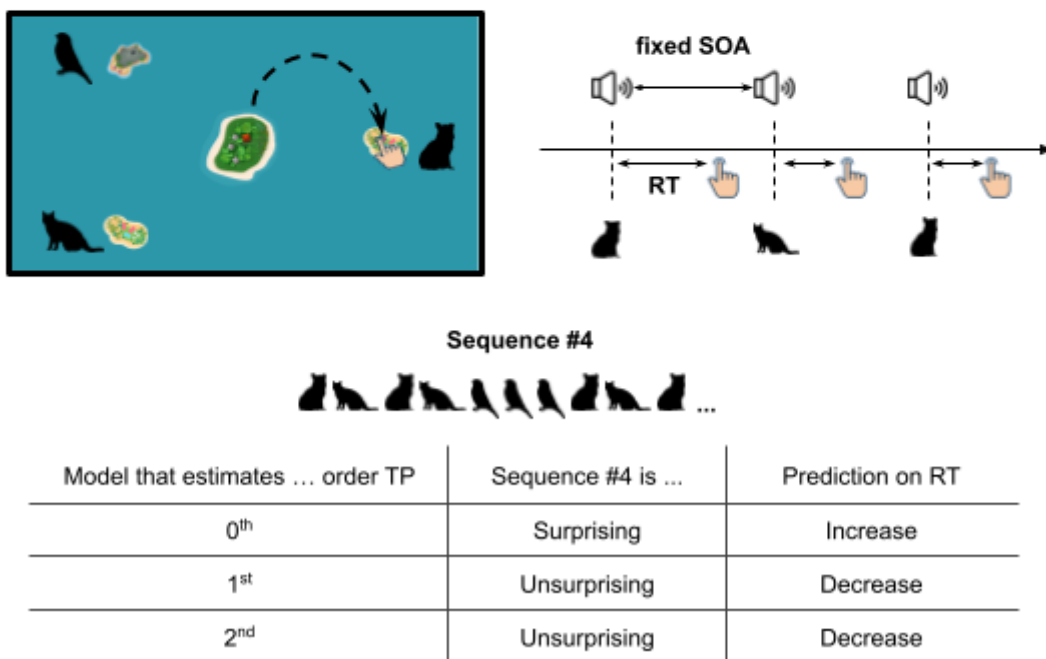 fixed SOA
RT
Sequence #4
...
Model that estimates ... order TP Sequence #4 is ... Prediction on RT
0th Surprising Increase
1st Unsurprising Decrease
2nd Unsurprising Decrease